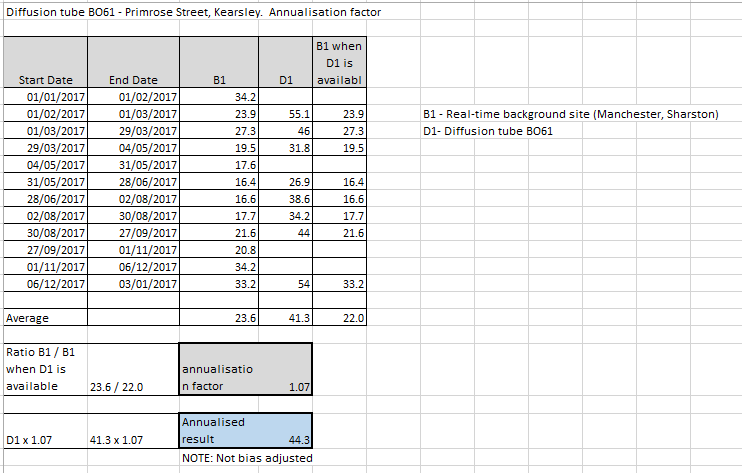 Diffusion tube BO61 - Primrose Street, Kearsley. Annualisation factor
Start Date End Date B1 D1 B1 when D1 is availabl
01/01/2017 01/02/2017 34.2
01/02/2017 01/03/2017 23.9 55.1 23.9
01/03/2017 29/03/2017 27.3 46 27.3
29/03/2017 04/05/2017 19.5 31.8 19.5
04/05/2017 31/05/2017 17.6
31/05/2017 28/06/2017 16.4 26.9 16.4
28/06/2017 02/08/2017 16.6 38.6 16.6
02/08/2017 30/08/2017 17.7 34.2 17.7
30/08/2017 27/09/2017 21.6 44 21.6
27/09/2017 01/11/2017 20.8
01/11/2017 06/12/2017 34.2
06/12/2017 03/01/2017 33.2 54 33.2
Average 23.6 41.3 22.0
B1 - Real-time background site (Manchester, Sharston)
D1- Diffusion tube BO61
Ratio B1 / B1
when D1 is
available 23.6 / 22.0
annualisatio
n factor 1.07
D1 x 1.07 41.3 x 1.07
Annualised
result 44.3
NOTE: Not bias adjusted